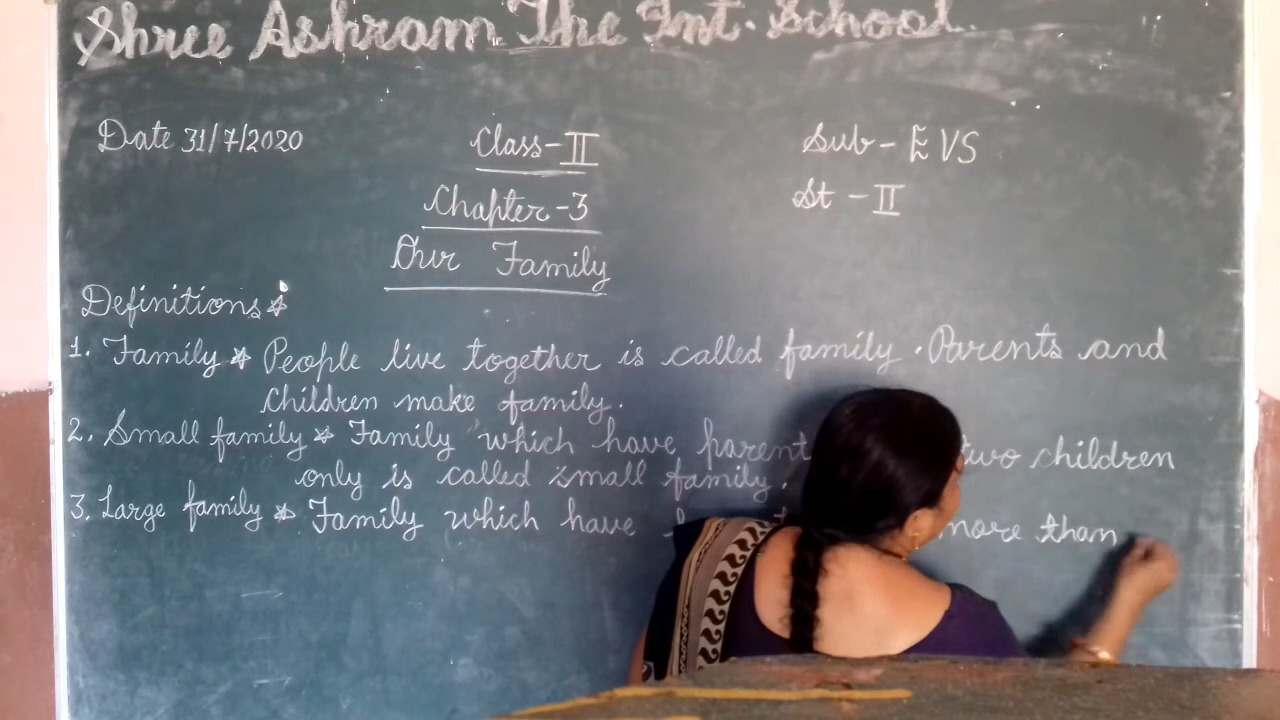 Shree Ashram The Int. School.
Date 31/7/2020 Class-II Sub-EVS
Chapter-3 St-II
Our Family
Definitions*
1. Family * People live together is called family. Parents and
children make family.
2. Small family * Family which have parent two children
only is called small family.
3. Large family * Family which have more than